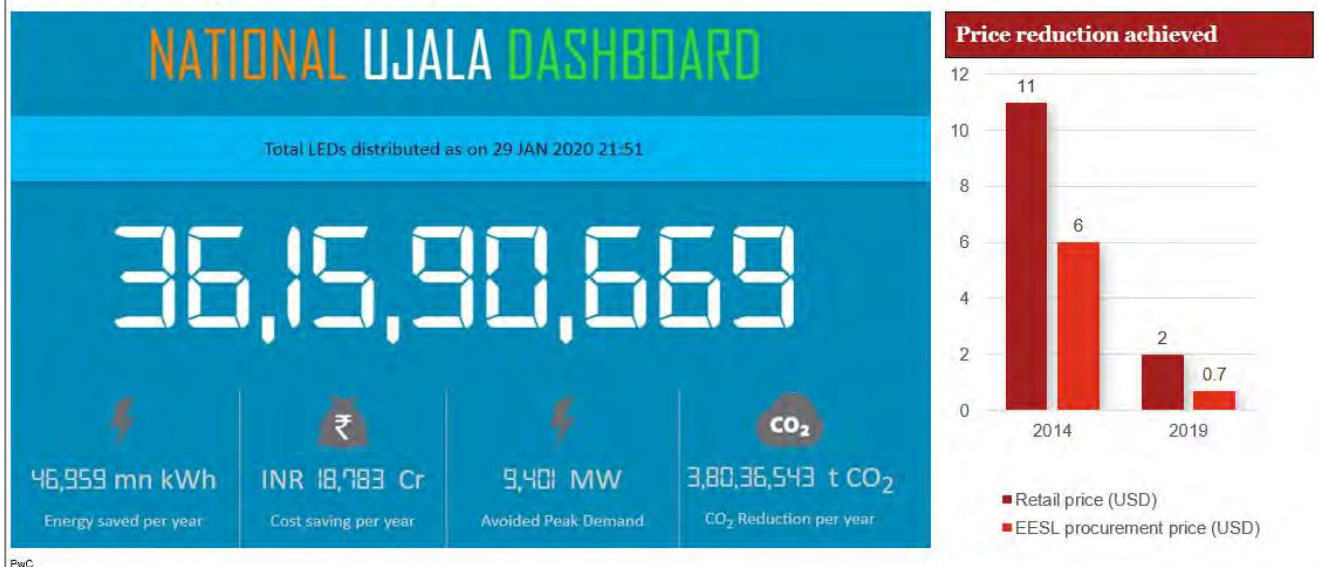 NATIONAL UJALA DASHBOARD
Total LEDs distributed as on 29 JAN 2020 21:51
36,15,90,669
₹
CO₂
46,959 mn kWh
INR 18,783 Cr
9,401 MW
3,80,36,543 t CO₂
Energy saved per year
Cost saving per year
Avoided Peak Demand
CO₂ Reduction per year
PwC
Price reduction achieved
12
10
8
6
4
2
0
11
6
2
0.7
2014
2019
Retail price (USD)
EESL procurement price (USD)